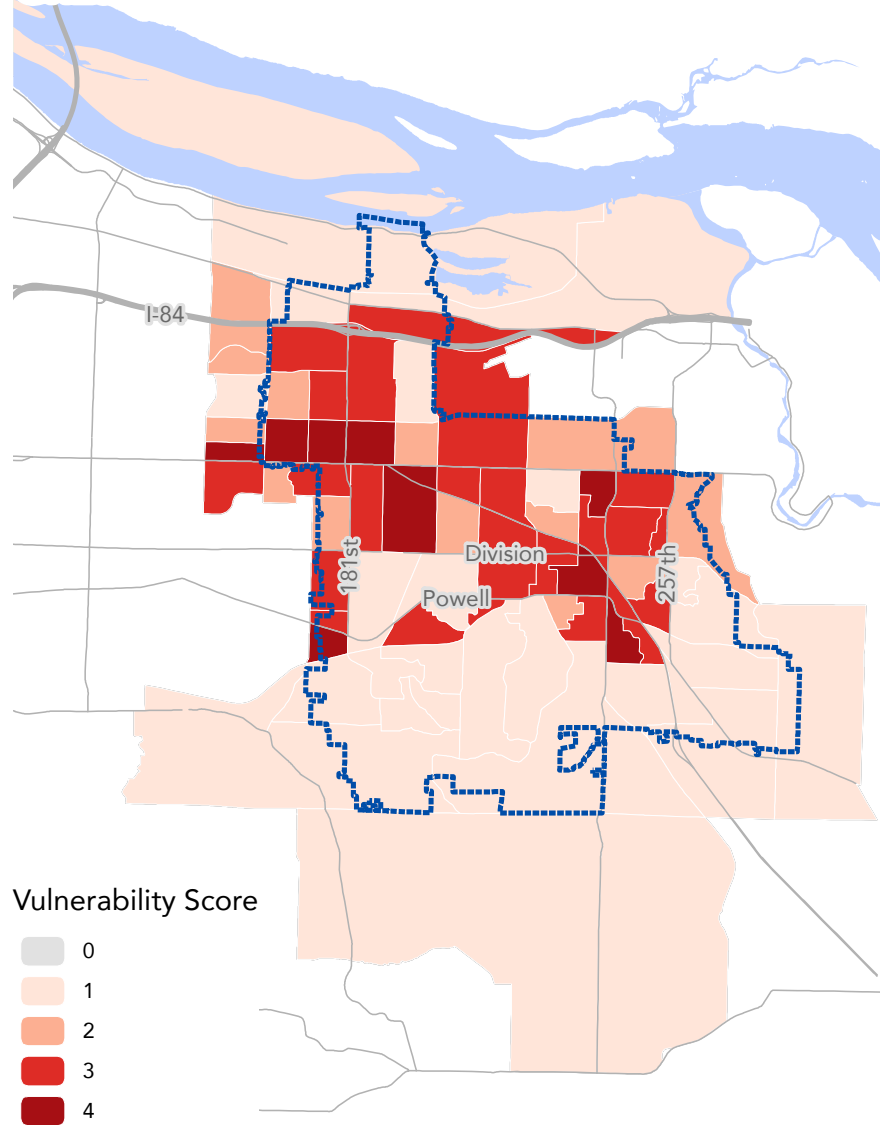 I-84
181st
Division
257th
Powell
Vulnerability Score
0
1
2
3
4